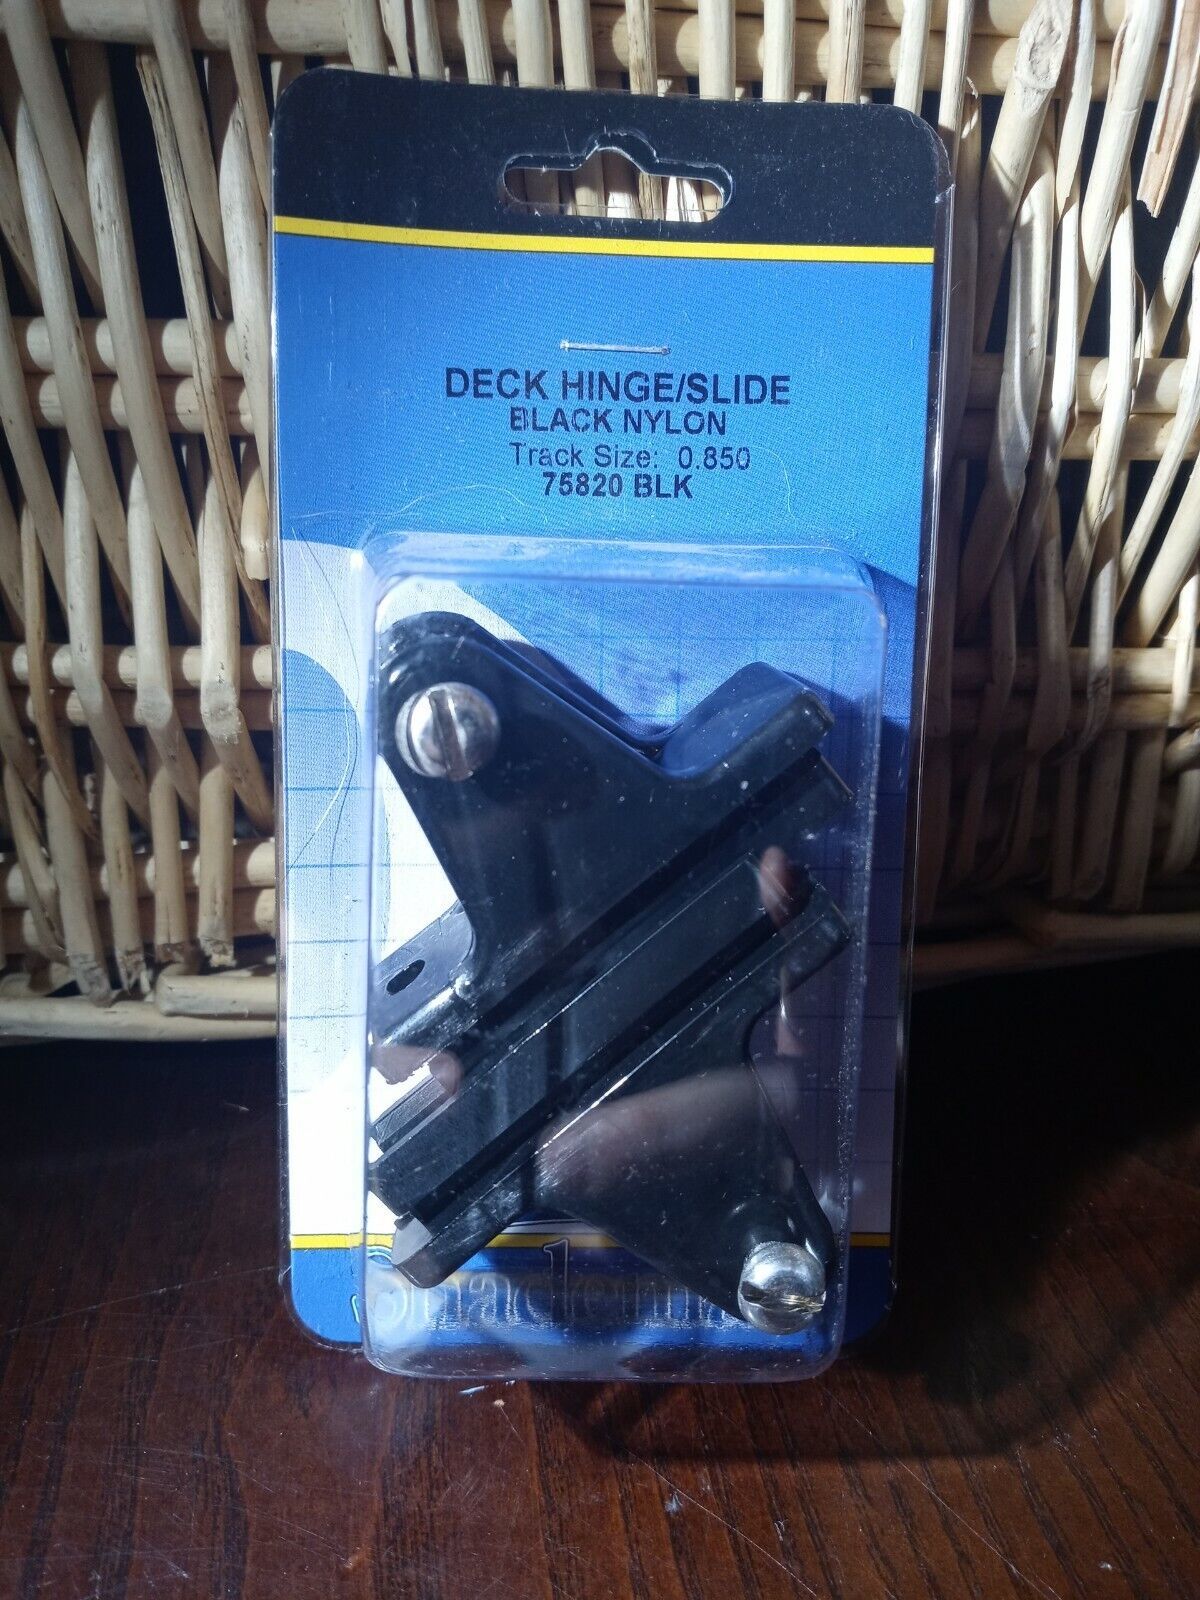 DECK HINGE/SLIDE
BLACK NYLON
Track Size: 0.850
75820 BLK